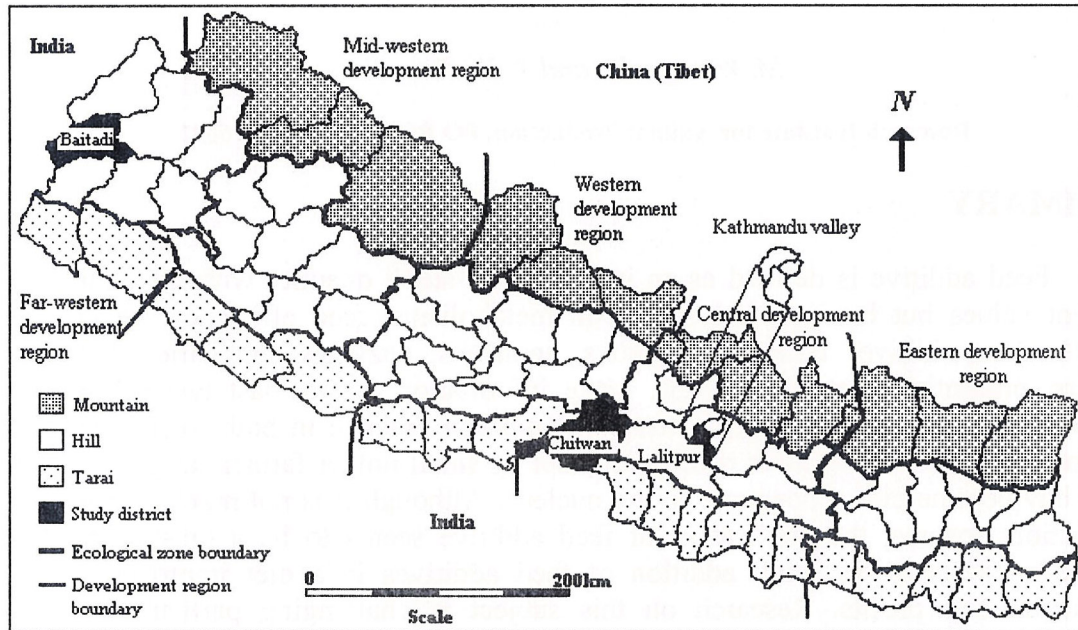 India
Mid-western
development region
China (Tibet)
N
Baitadi
Western
development
region
Kathmandu valley
Far-western
development
region
Central development
region
Eastern development
region
Mountain
Hill
Tarai
Study district
Ecological zone boundary
Development region
boundary
Chitwan
Lalitpur
India
0
200km
Scale